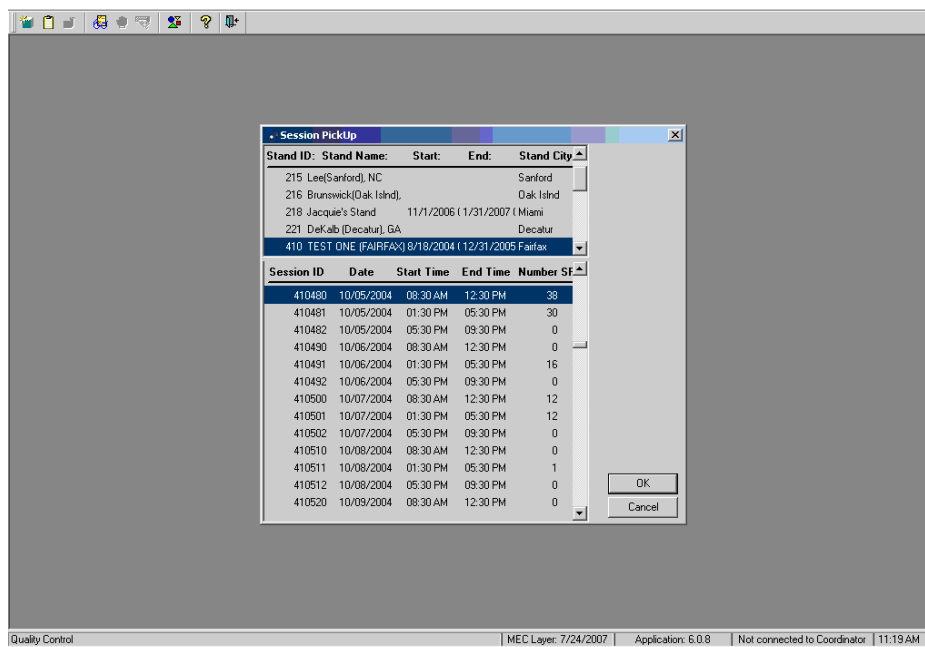 Session PickUp
Stand ID: Stand Name: Start: End: Stand City
215 Lee(Sanford), NC Sanford
216 Brunswick(Oak Islnd), Oak Islnd
218 Jacquie's Stand 11/1/2006 ( 1/31/2007 ( Miami
221 DeKalb (Decatur), GA Decatur
410 TEST ONE (FAIRFAX) 8/18/2004 ( 12/31/2005 Fairfax
Session ID Date Start Time End Time Number SF
410480 10/05/2004 08:30 AM 12:30 PM 38
410481 10/05/2004 01:30 PM 05:30 PM 30
410482 10/05/2004 05:30 PM 09:30 PM 0
410490 10/06/2004 08:30 AM 12:30 PM 0
410491 10/06/2004 01:30 PM 05:30 PM 16
410492 10/06/2004 05:30 PM 09:30 PM 0
410500 10/07/2004 08:30 AM 12:30 PM 12
410501 10/07/2004 01:30 PM 05:30 PM 12
410502 10/07/2004 05:30 PM 09:30 PM 0
410510 10/08/2004 08:30 AM 12:30 PM 0
410511 10/08/2004 01:30 PM 05:30 PM 1
410512 10/08/2004 05:30 PM 09:30 PM 0
410520 10/09/2004 08:30 AM 12:30 PM 0
OK
Cancel
Quality Control MEC Layer: 7/24/2007 Application: 6.0.8 Not connected to Coordinator 11:19 AM